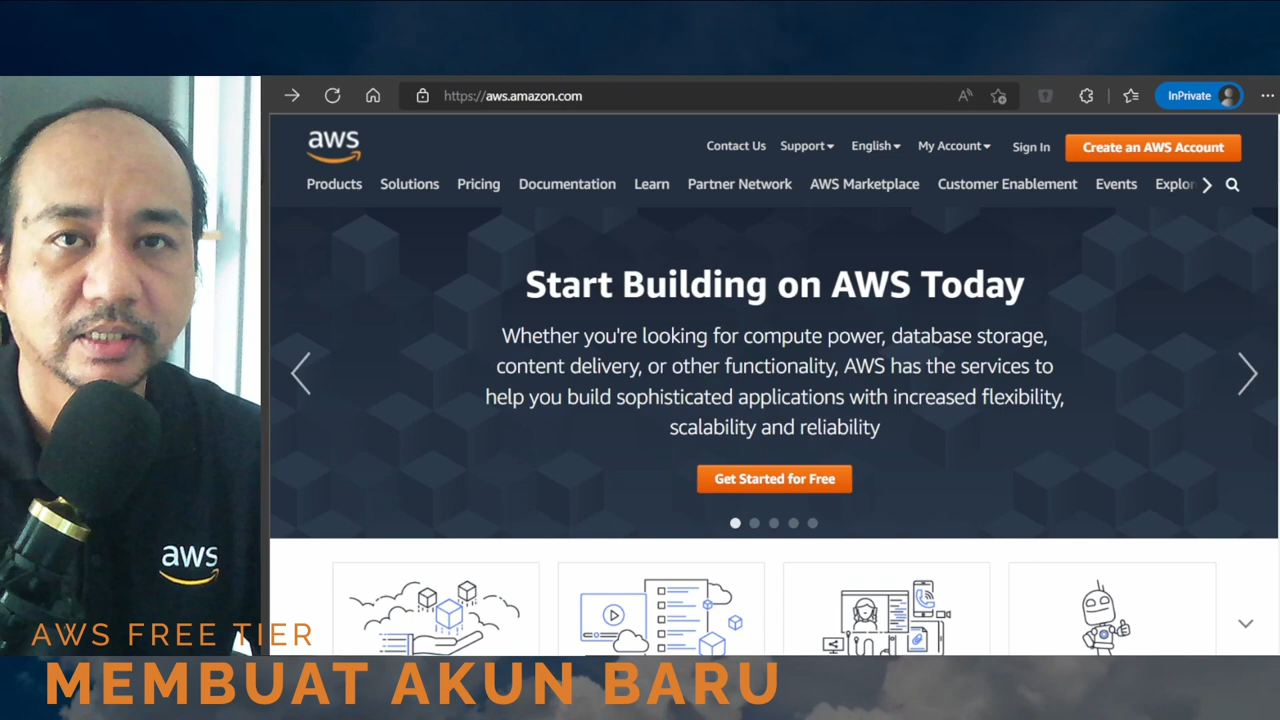 https://aws.amazon.com
InPrivate
aws
Contact Us Support English My Account Sign In Create an AWS Account
Products Solutions Pricing Documentation Learn Partner Network AWS Marketplace Customer Enablement Events Explor
Start Building on AWS Today
Whether you're looking for compute power, database storage,
content delivery, or other functionality, AWS has the services to
help you build sophisticated applications with increased flexibility,
scalability and reliability
Get Started for Free
aws
AWS FREE TIER
MEMBUAT AKUN BARU